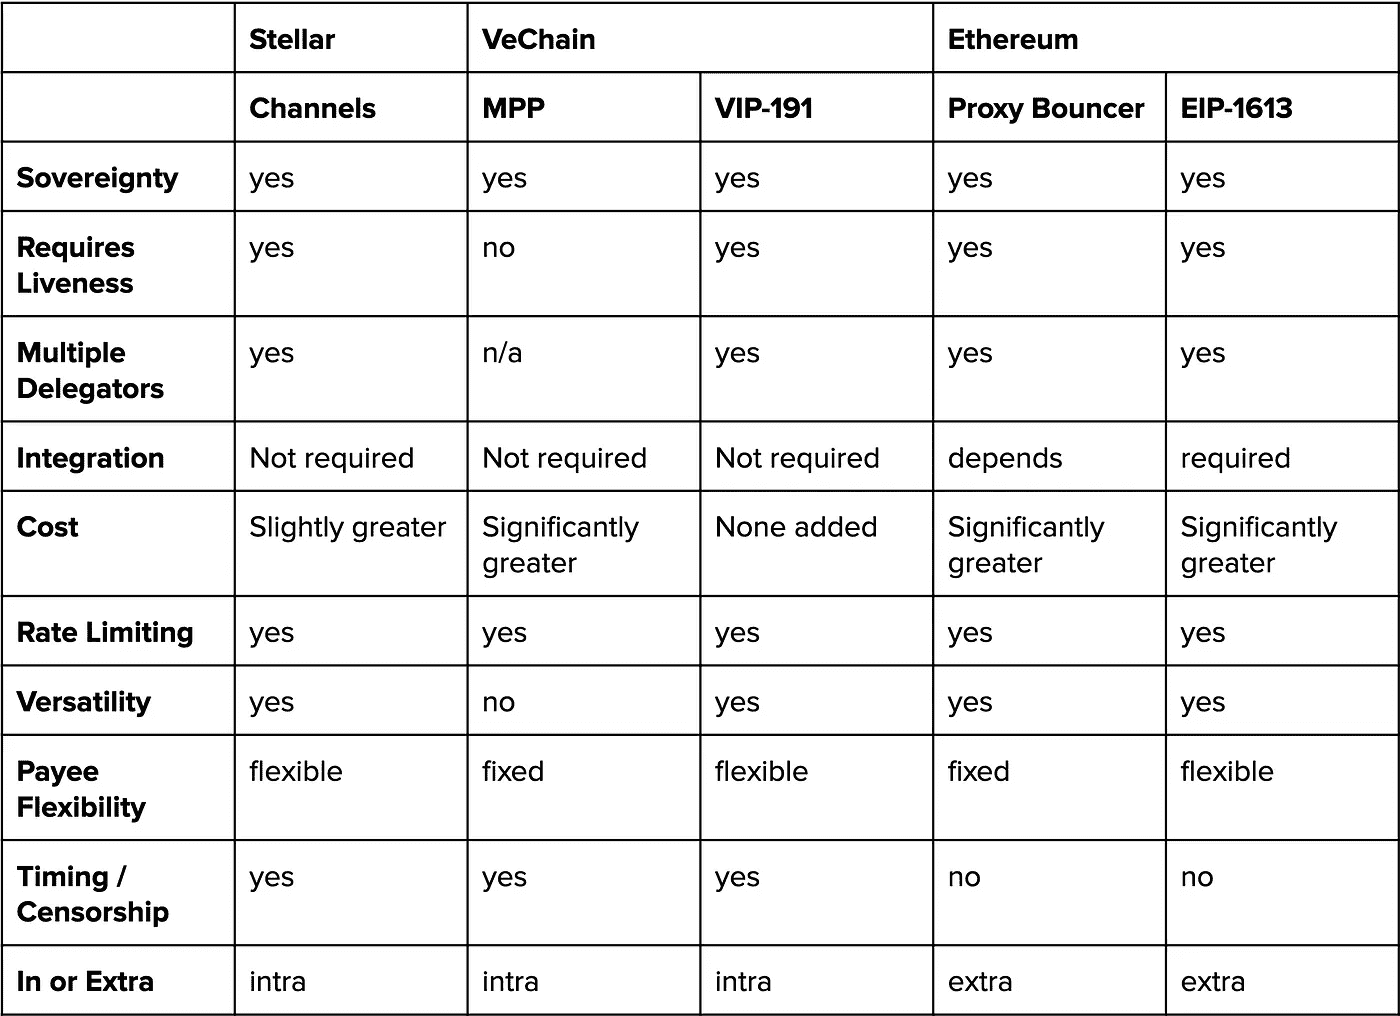 Stellar VeChain Ethereum
Channels MPP VIP-191 Proxy Bouncer EIP-1613
Sovereignty yes yes yes yes yes
Requires yes no yes yes yes
Liveness
Multiple yes n/a yes yes yes
Delegators
Integration Not required Not required Not required depends required
Cost Slightly greater Significantly None added Significantly Significantly
greater greater greater
Rate Limiting yes yes yes yes yes
Versatility yes no yes yes yes
Payee flexible fixed flexible fixed flexible
Flexibility
Timing / yes yes yes no no
Censorship
In or Extra intra intra intra extra extra